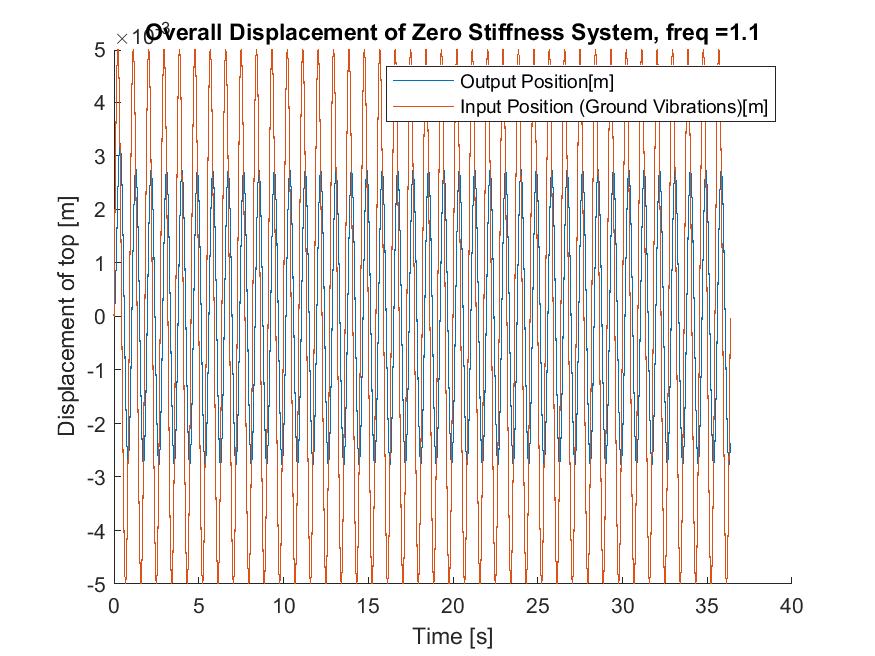 Overall Displacement of Zero Stiffness System, freq =1.1
×10-3
Output Position[m]
Input Position (Ground Vibrations)[m]
5
4
3
2
1
0
-1
-2
-3
-4
-5
Displacement of top [m]
0 5 10 15 20 25 30 35 40
Time [s]